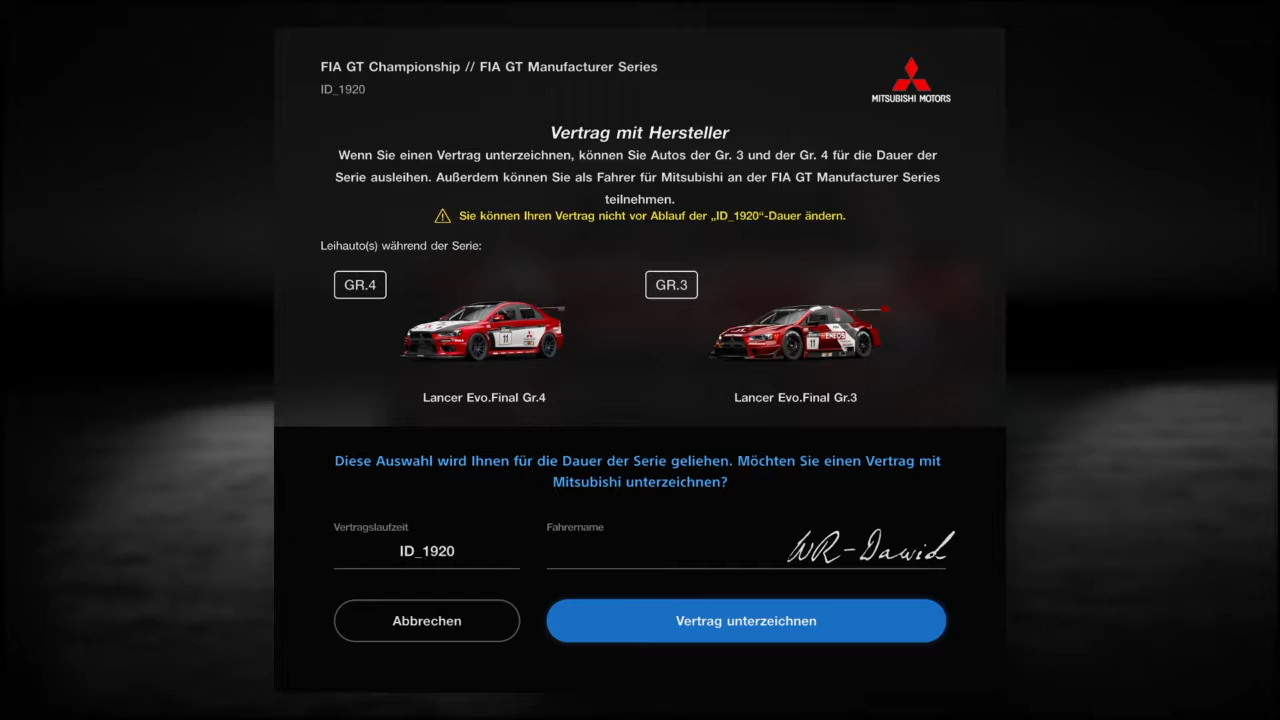 FIA GT Championship // FIA GT Manufacturer Series
ID_1920
MITSUBISHI MOTORS
Vertrag mit Hersteller
Wenn Sie einen Vertrag unterzeichnen, können Sie Autos der Gr. 3 und der Gr. 4 für die Dauer der
Serie ausleihen. Außerdem können Sie als Fahrer für Mitsubishi an der FIA GT Manufacturer Series
teilnehmen.
Sie können Ihren Vertrag nicht vor Ablauf der „ID_1920“-Dauer ändern.
Leihauto(s) während der Serie:
GR.4
GR.3
11
ENEOS
11
Lancer Evo.Final Gr.4
Lancer Evo.Final Gr.3
Diese Auswahl wird Ihnen für die Dauer der Serie geliehen. Möchten Sie einen Vertrag mit
Mitsubishi unterzeichnen?
Vertragslaufzeit
Fahrername
ID_1920
WR-Dawid
Abbrechen
Vertrag unterzeichnen